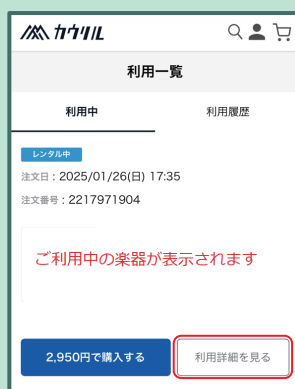 カウリル
利用一覧
利用中 利用履歴
レンタル中
注文日：2025/01/26(日) 17:35
注文番号：2217971904
ご利用中の楽器が表示されます
2,950円で購入する 利用詳細を見る